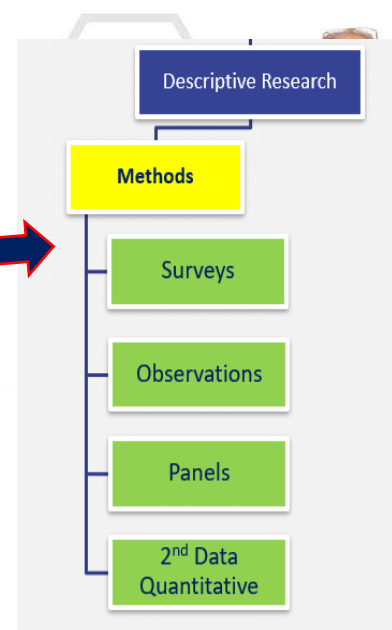 Descriptive Research
Methods
Surveys
Observations
Panels
2nd Data
Quantitative